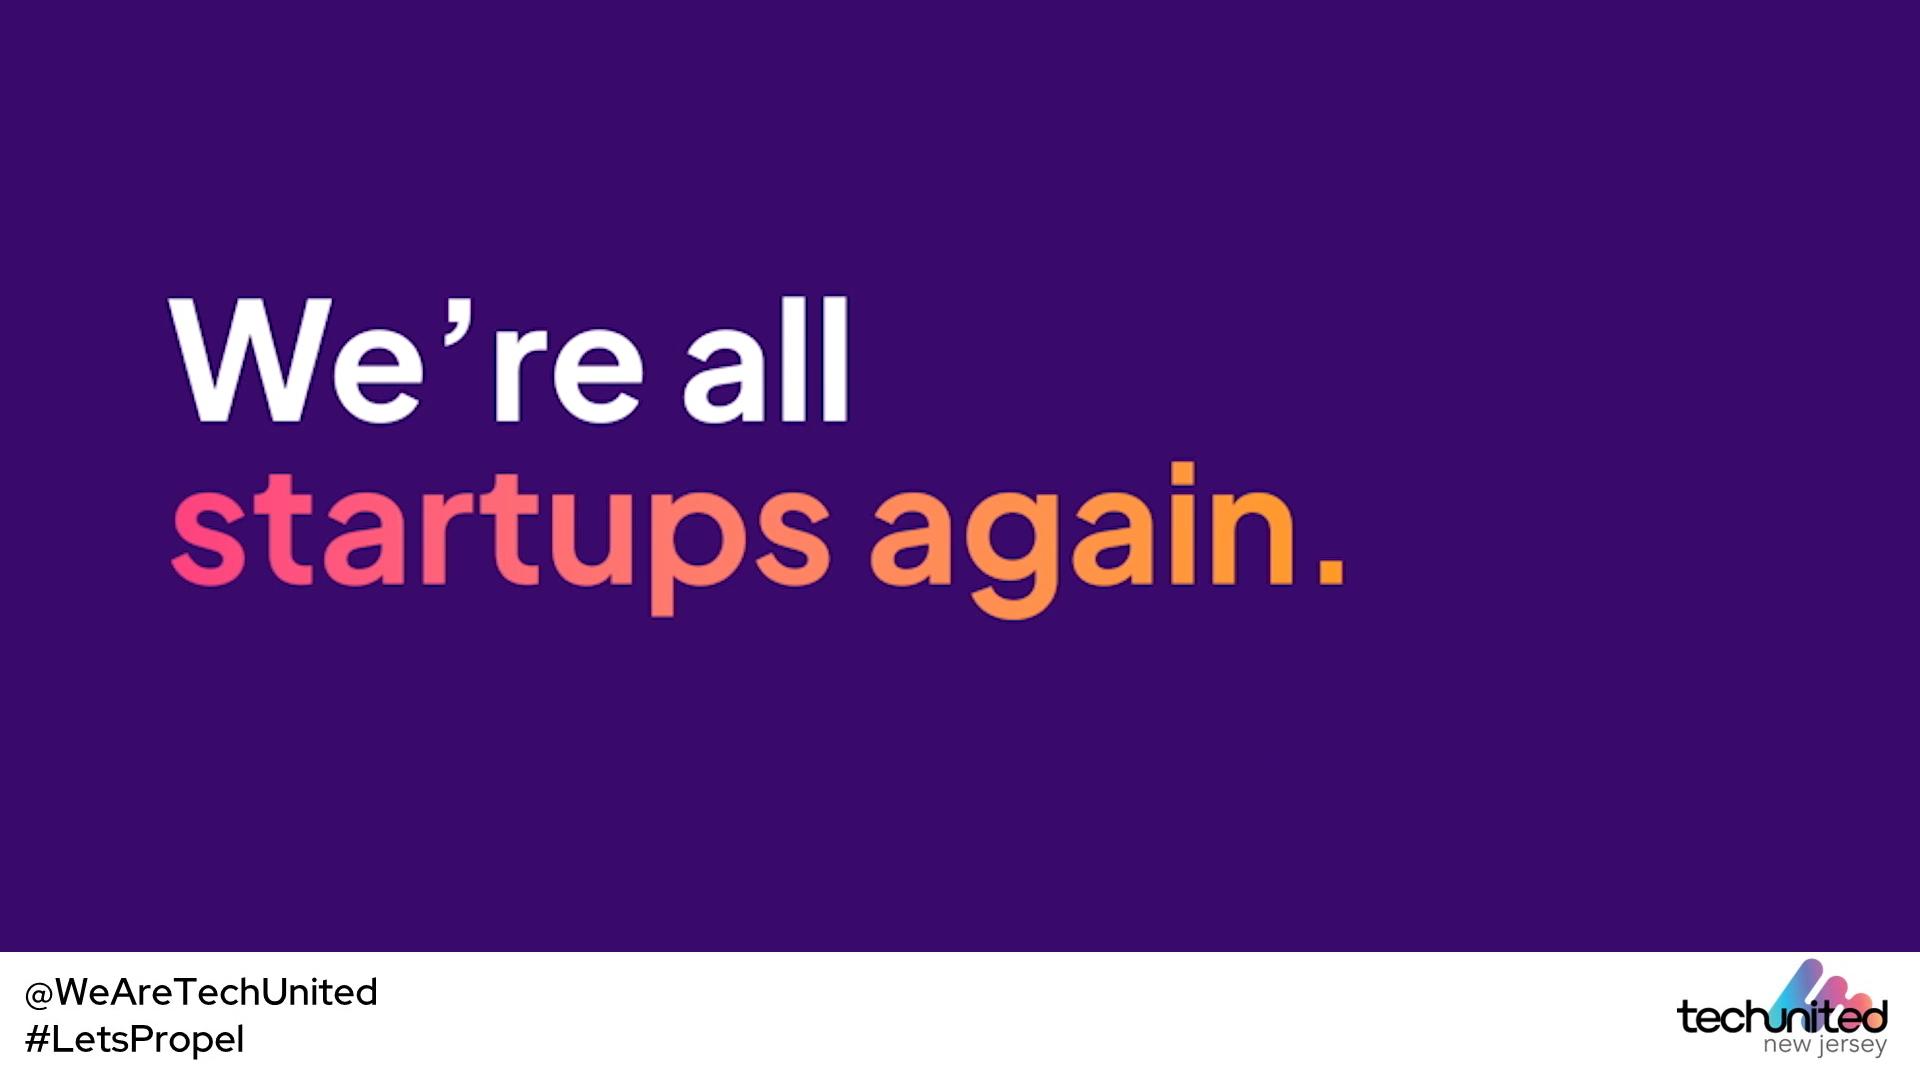 We’re all
startups again.
@WeAreTechUnited
#LetsPropel
techunited
new jersey